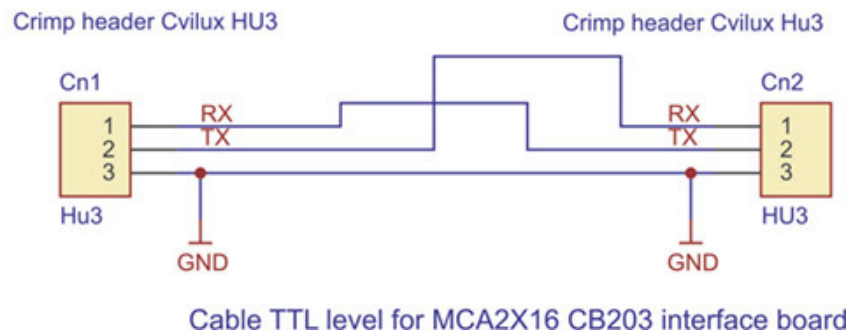 Crimp header Cvilux HU3
Crimp header Cvilux Hu3
Cn1
Cn2
1 RX RX 1
2 TX TX 2
3 3
Hu3
HU3
GND GND
Cable TTL level for MCA2X16 CB203 interface board